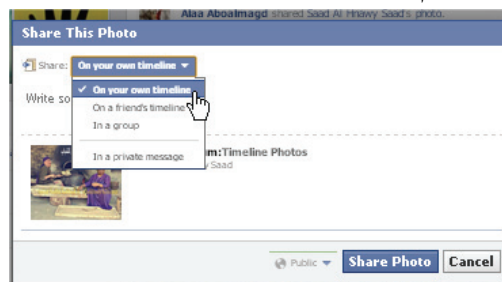 Alaa Aboalmagd shared Saad Al Hnawy Saad's photo.
Share This Photo
Share: On your own timeline
✓ On your own timeline
Write so
On a friend's timeline
In a group
In a private message
m:Timeline Photos
y Saad
Public
Share Photo
Cancel